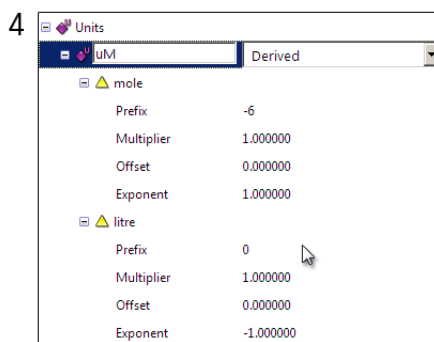 4
Units
uM Derived
mole
Prefix -6
Multiplier 1.000000
Offset 0.000000
Exponent 1.000000
litre
Prefix 0
Multiplier 1.000000
Offset 0.000000
Exponent -1.000000